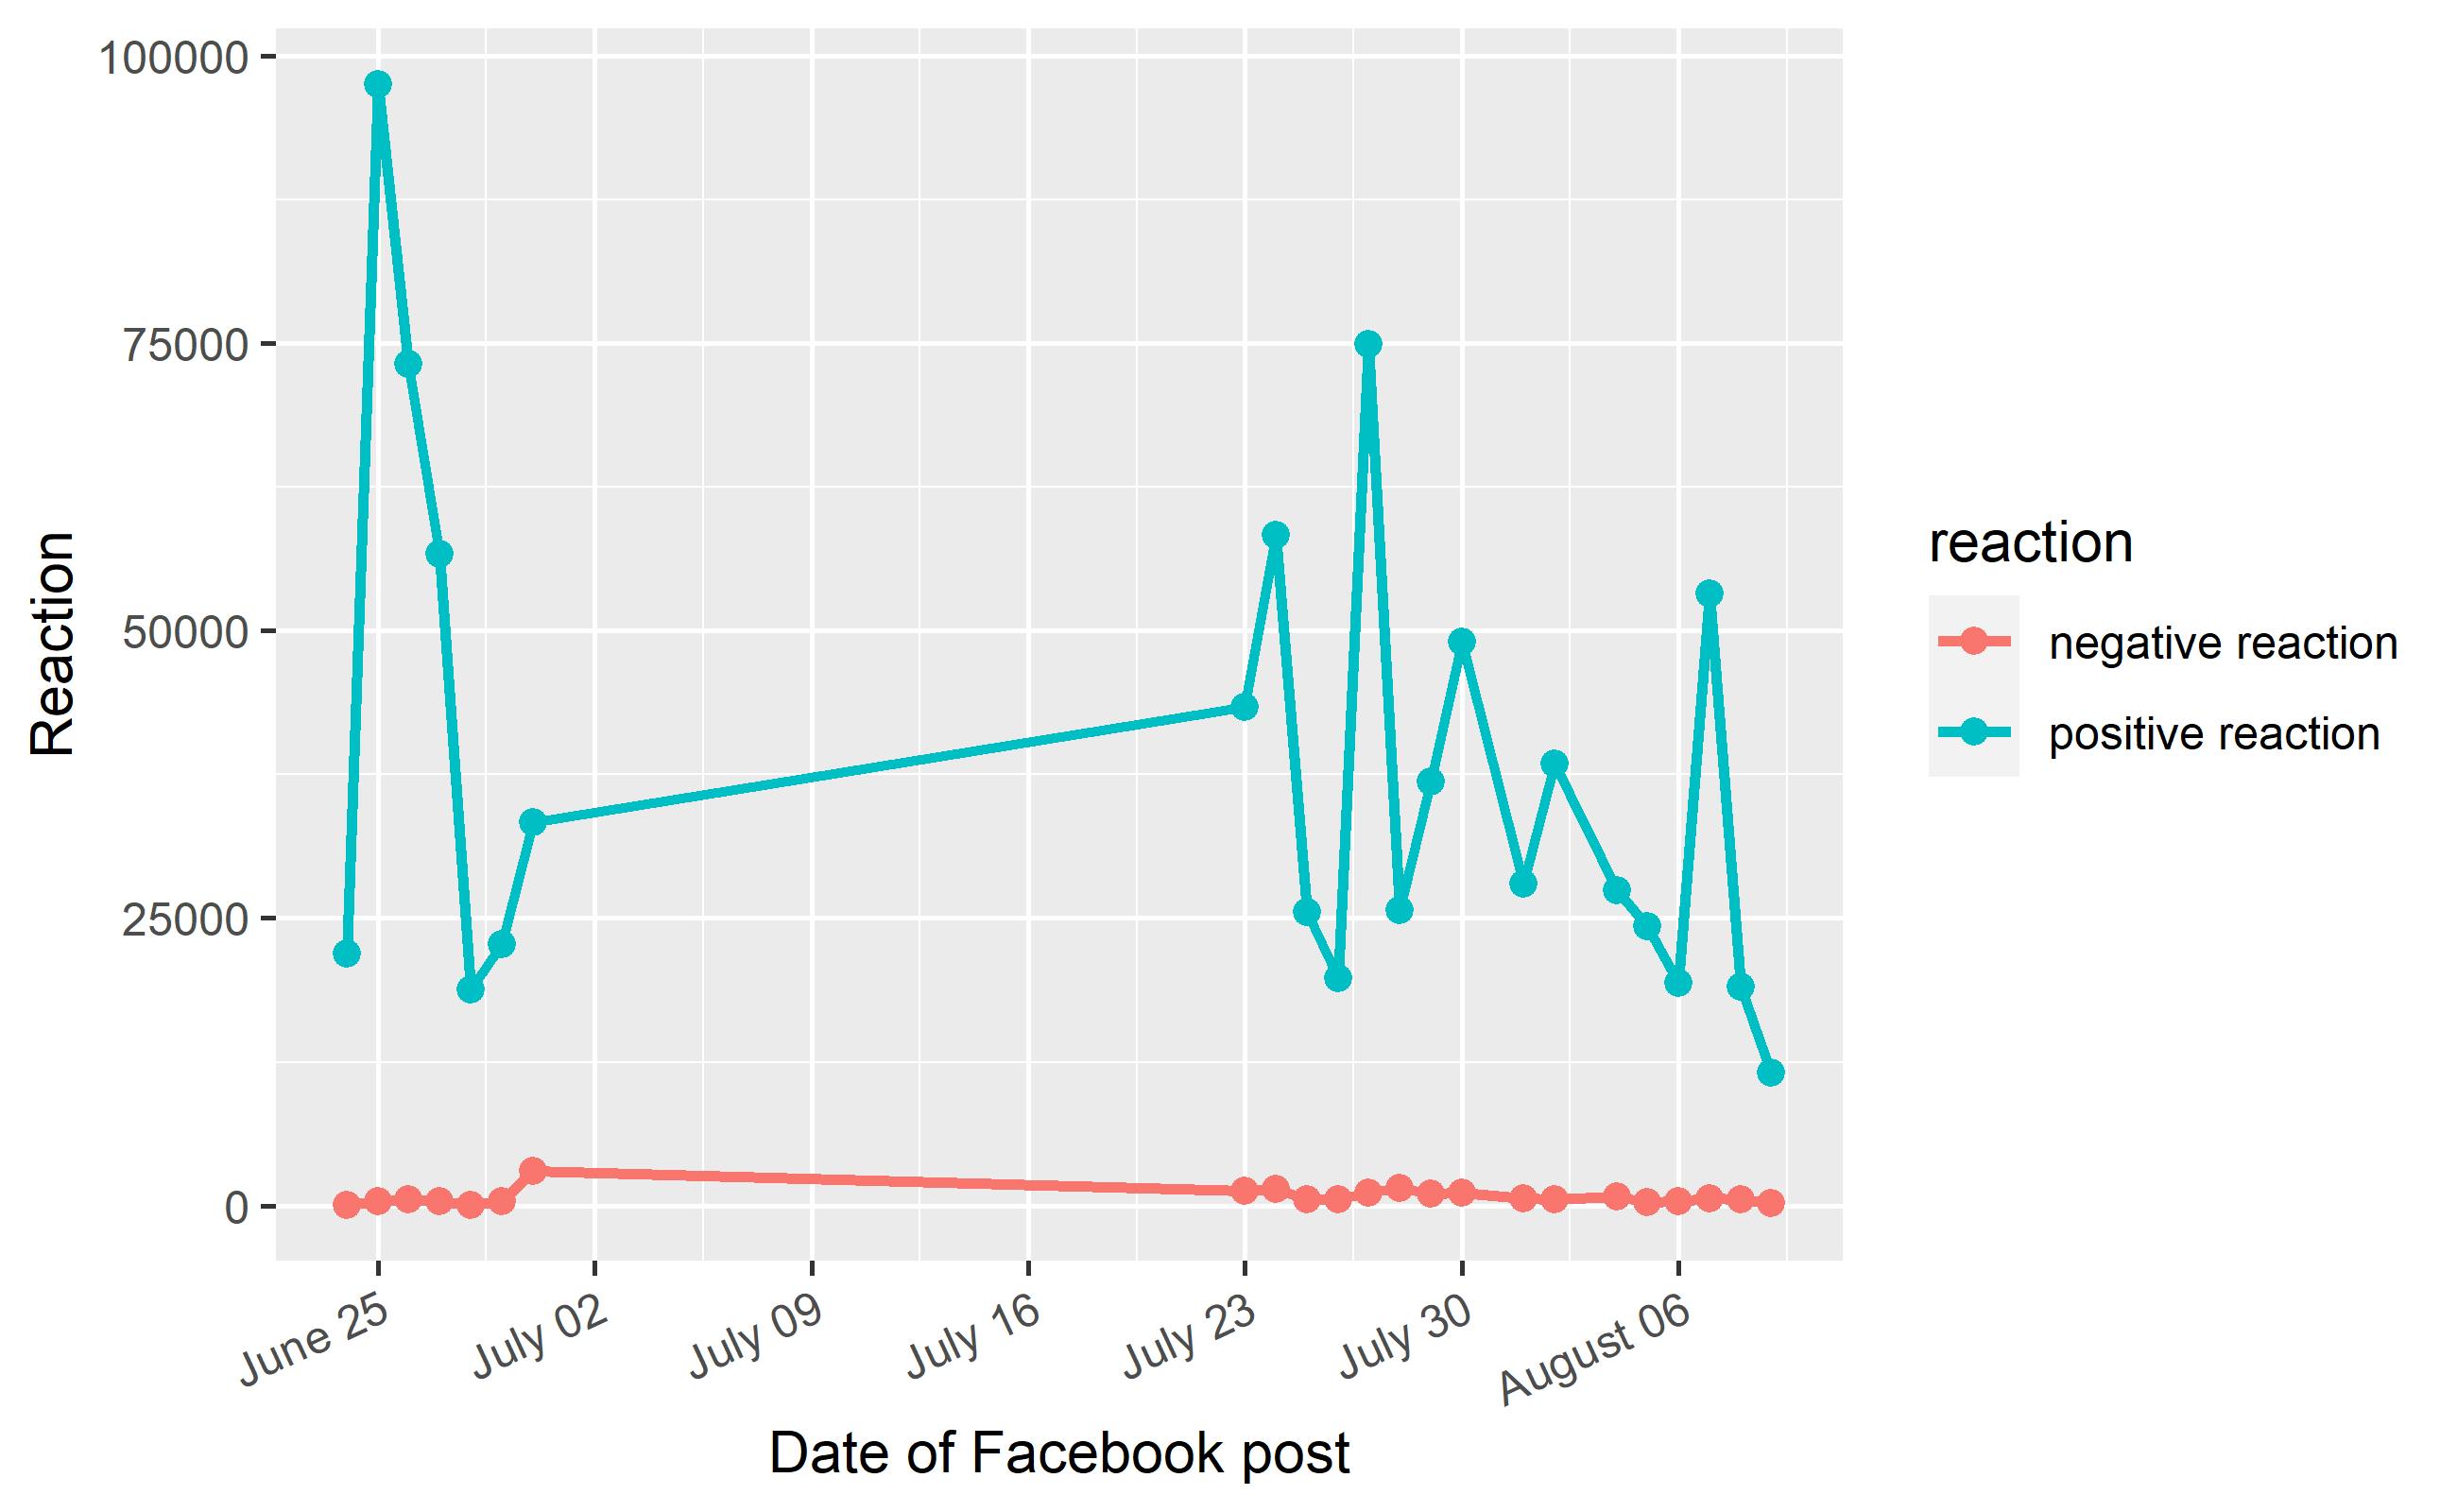 100000
75000
50000
25000
0
Reaction
June 25
July 02
July 09
July 16
July 23
July 30
August 06
Date of Facebook post
reaction
negative reaction
positive reaction